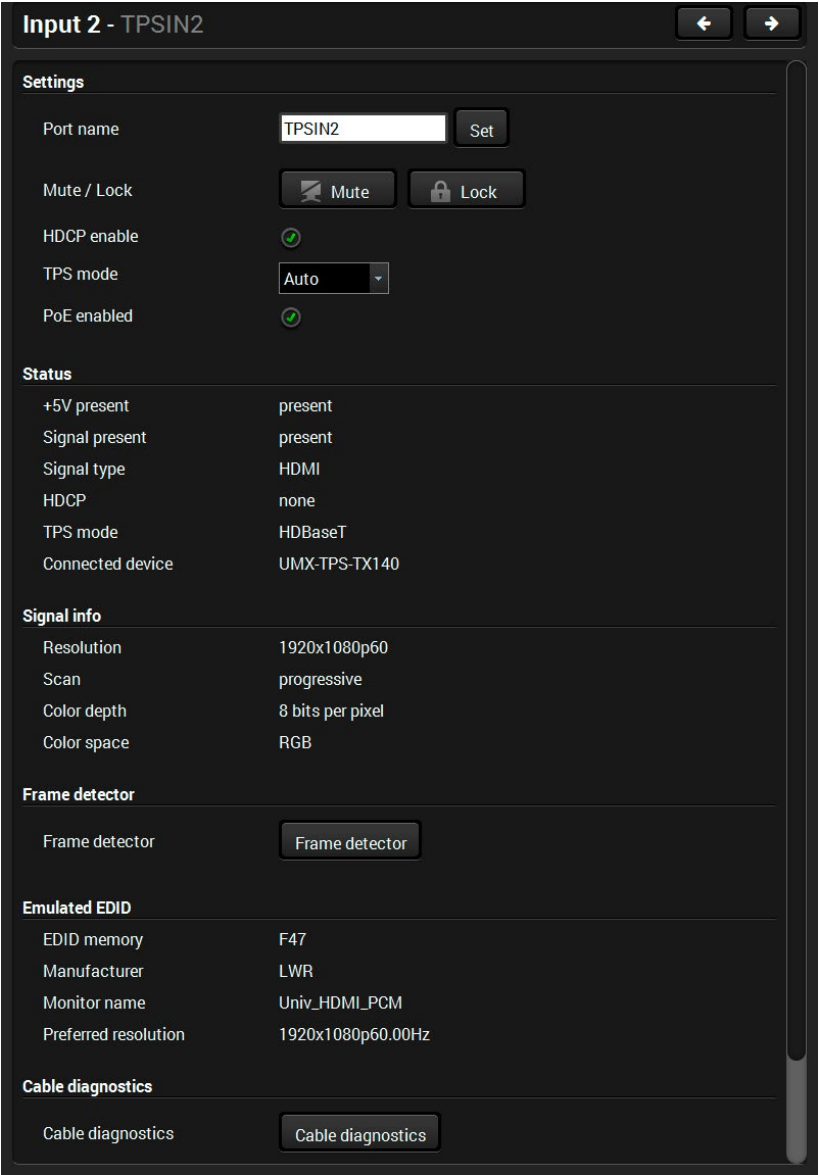 Input 2 - TPSIN2
Settings
Port name TPSIN2 Set
Mute / Lock Mute Lock
HDCP enable
TPS mode Auto
PoE enabled
Status
+5V present present
Signal present present
Signal type HDMI
HDCP none
TPS mode HDBaseT
Connected device UMX-TPS-TX140
Signal info
Resolution 1920x1080p60
Scan progressive
Color depth 8 bits per pixel
Color space RGB
Frame detector
Frame detector Frame detector
Emulated EDID
EDID memory F47
Manufacturer LWR
Monitor name Univ_HDMI_PCM
Preferred resolution 1920x1080p60.00Hz
Cable diagnostics
Cable diagnostics Cable diagnostics